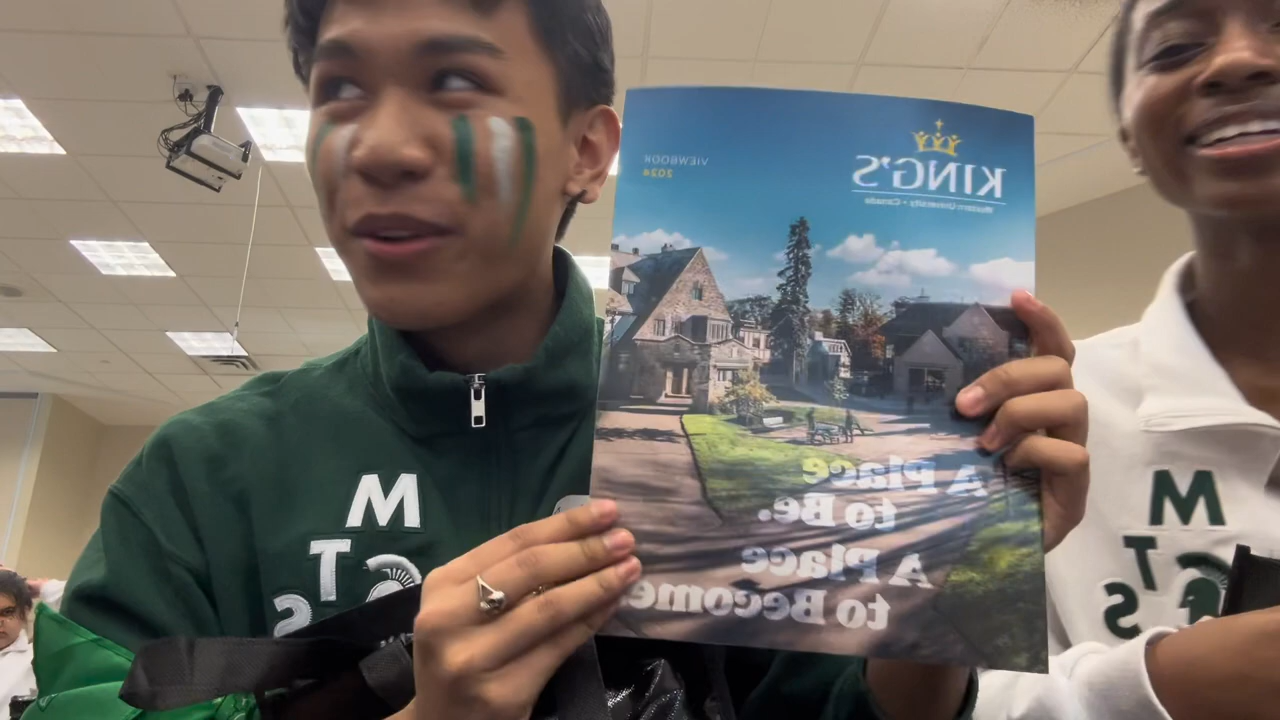 VIEWBOOK
2024
KING'S
Western University • Canada
A Place
to Be.
A Place
to Become
M
T
S
M
T
S